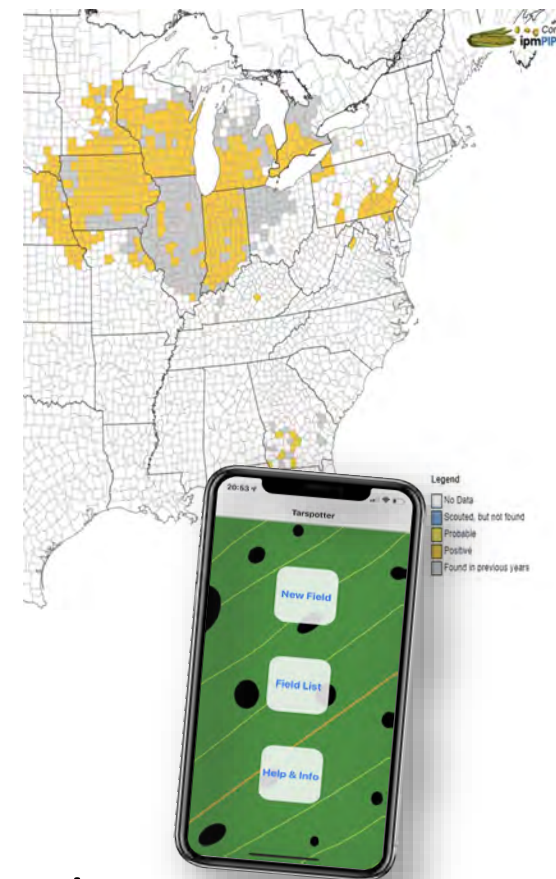 ipmPIP
Legend
No Data
Scouted, but not found
Probable
Positive
Found in previous years
20:53
Tarspotter
New Field
Field List
Help & Info